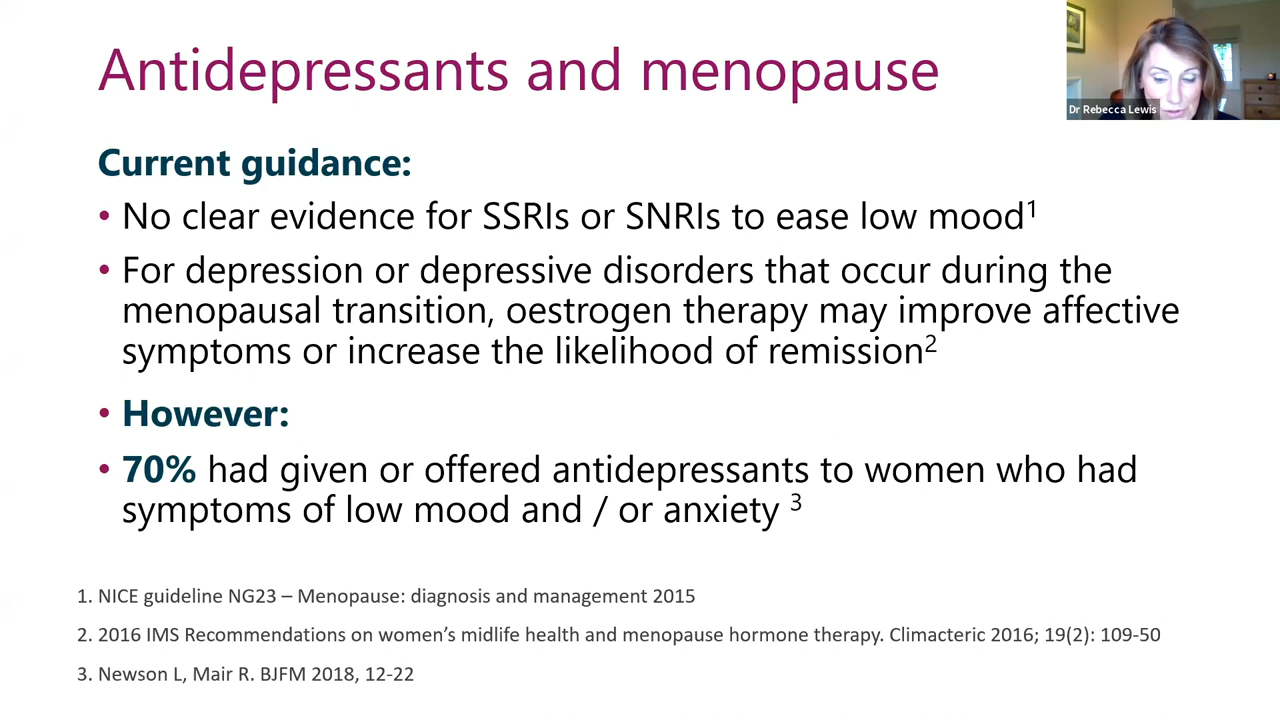 Antidepressants and menopause
Dr Rebecca Lewis
Current guidance:
• No clear evidence for SSRIs or SNRIs to ease low mood¹
• For depression or depressive disorders that occur during the
menopausal transition, oestrogen therapy may improve affective
symptoms or increase the likelihood of remission²
• However:
• 70% had given or offered antidepressants to women who had
symptoms of low mood and / or anxiety ³
1. NICE guideline NG23 – Menopause: diagnosis and management 2015
2. 2016 IMS Recommendations on women’s midlife health and menopause hormone therapy. Climacteric 2016; 19(2): 109-50
3. Newson L, Mair R. BJFM 2018, 12-22